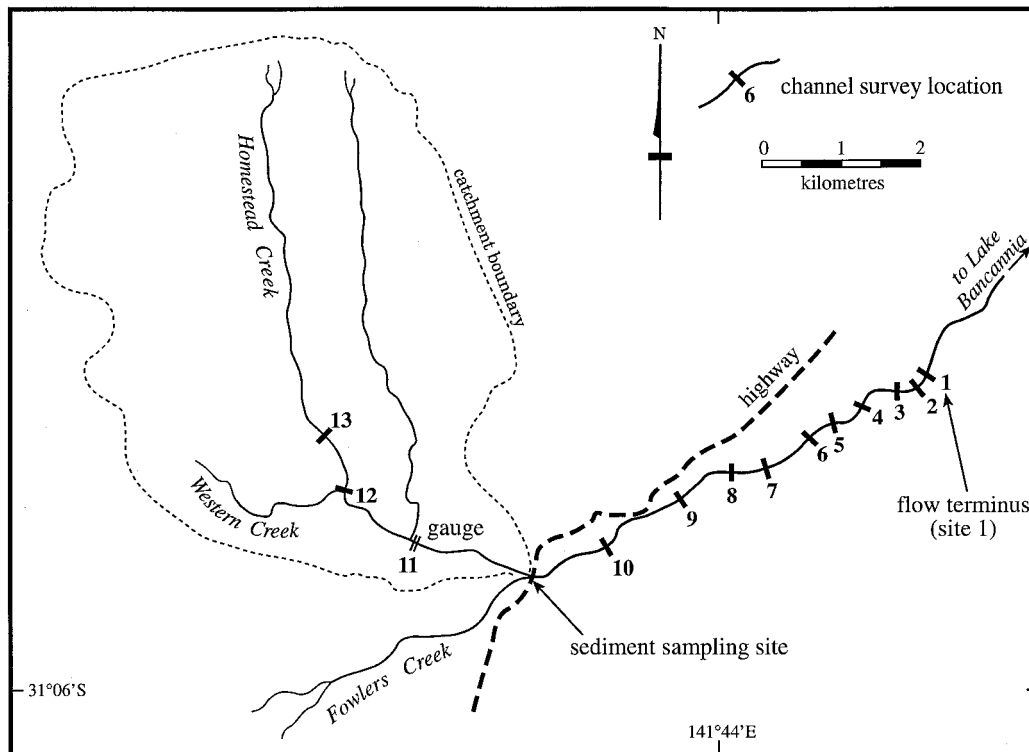 N
6
channel survey location
0 1 2
kilometres
Homestead Creek
catchment boundary
to Lake
Bancannia
highway
1
2
3
4
5
6
7
8
9
10
13
12
Western Creek
gauge
11
flow terminus
(site 1)
sediment sampling site
Fowlers Creek
31°06'S
141°44'E